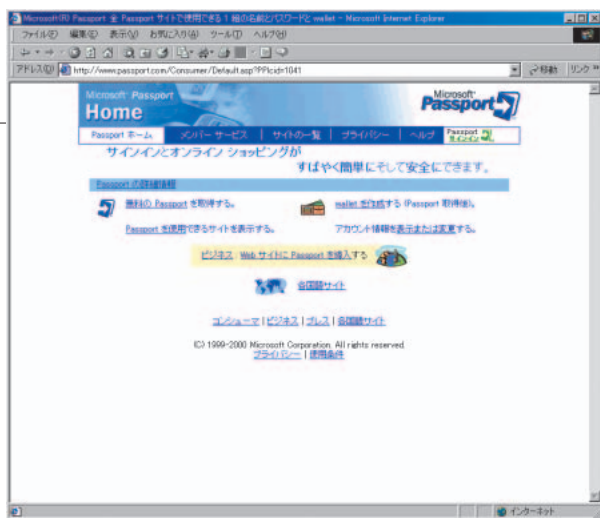 Microsoft(R) Passport 全 Passport サイトで使用できる 1 組の名前とパスワードと wallet - Microsoft Internet Explorer
ファイル(F) 編集(E) 表示(V) お気に入り(A) ツール(T) ヘルプ(H)
アドレス(D) http://www.passport.com/Consumer/Default.asp?PPlcid=1041 移動 リンク »
Microsoft Passport
Home
Microsoft
Passport
Passport ホーム | メンバー サービス | サイトの一覧 | プライバシー | ヘルプ Passport サインイン
サインインとオンライン ショッピングが
すばやく簡単にそして安全にできます。
Passport の詳細情報
無料の Passport を取得する。 wallet を作成する (Passport 取得後)。
Passport を使用できるサイトを表示する。 アカウント情報を表示または変更する。
ビジネス : Web サイトに Passport を導入する
各国語サイト
コンシューマ | ビジネス | プレス | 各国語サイト
(C) 1999-2000 Microsoft Corporation. All rights reserved.
プライバシー | 使用条件
インターネット